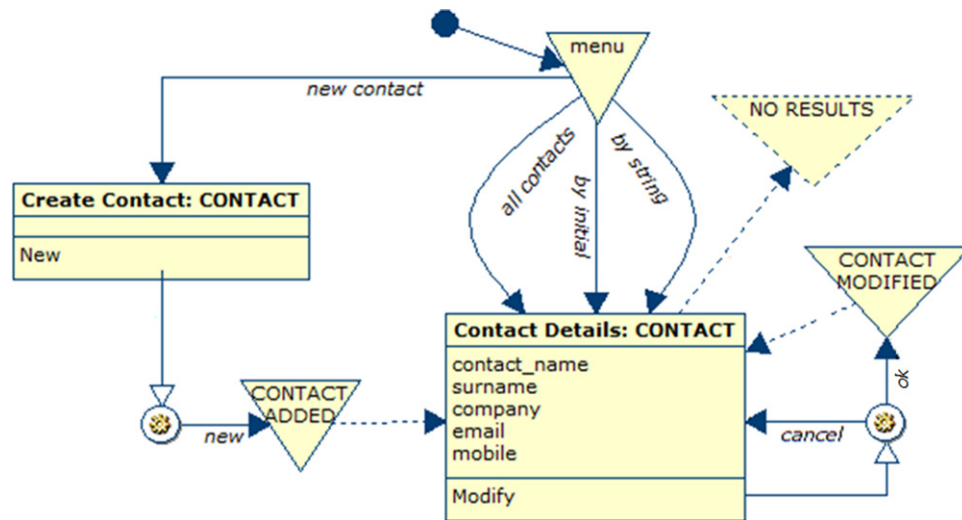 menu
new contact
NO RESULTS
all contacts
by initial
by string
Create Contact: CONTACT
New
CONTACT
MODIFIED
Contact Details: CONTACT
contact_name
surname
company
email
mobile
Modify
CONTACT
ADDED
new
ok
cancel